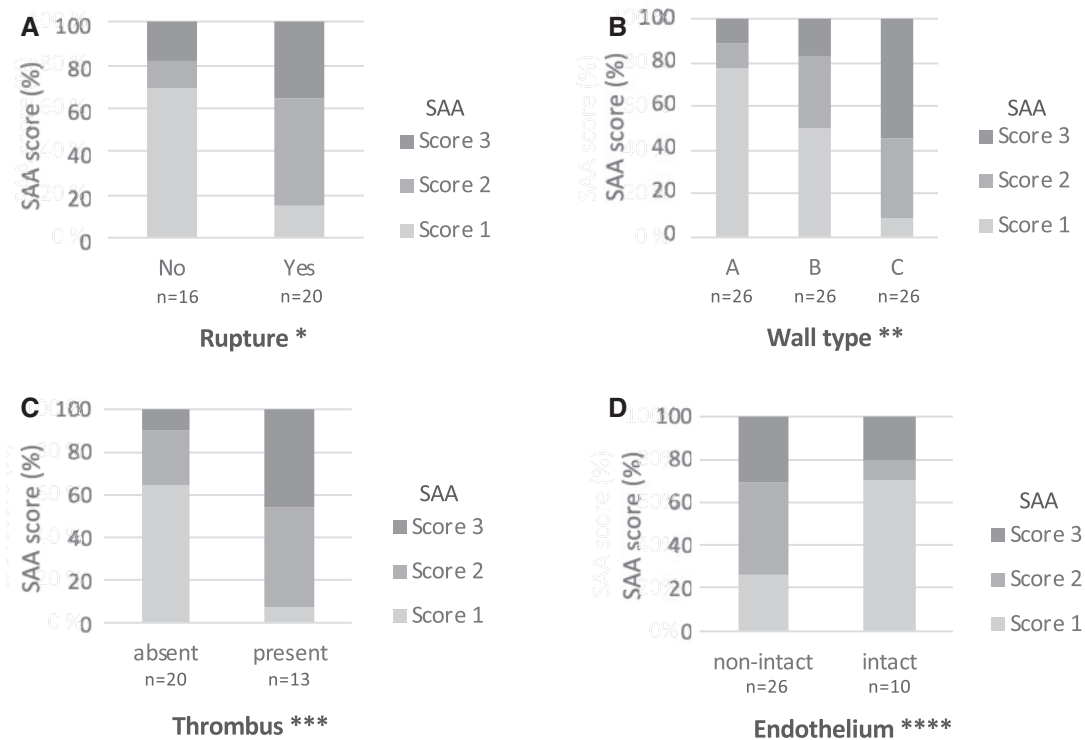 A
SAA score (%)
100
80
60
40
20
0
No
Yes
n=16
n=20
Rupture *
SAA
Score 3
Score 2
Score 1
B
SAA score (%)
100
80
60
40
20
0
A
B
C
n=26
n=26
n=26
Wall type **
SAA
Score 3
Score 2
Score 1
C
SAA score (%)
100
80
60
40
20
0
absent
present
n=20
n=13
Thrombus ***
SAA
Score 3
Score 2
Score 1
D
SAA score (%)
100
80
60
40
20
0
non-intact
intact
n=26
n=10
Endothelium ****
SAA
Score 3
Score 2
Score 1